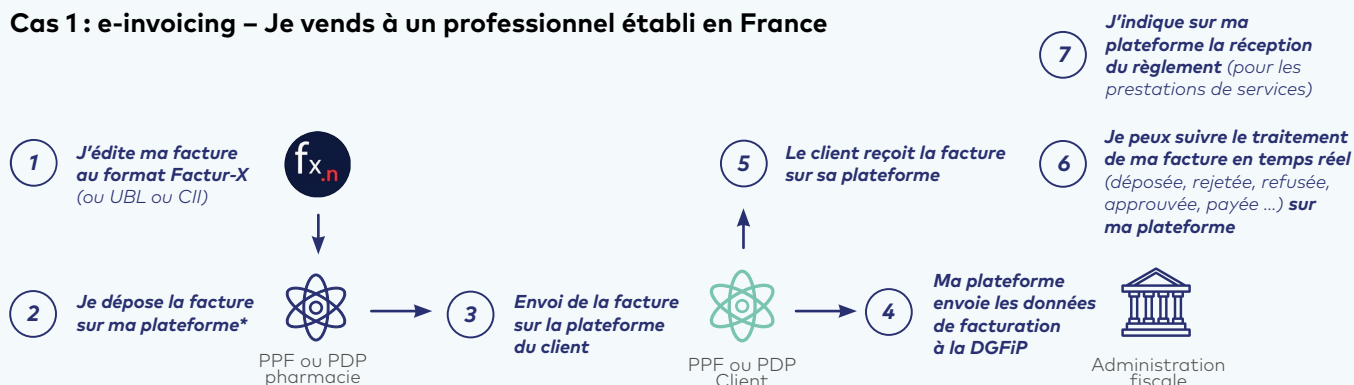 Cas 1 : e-invoicing – Je vends à un professionnel établi en France
1
J'édite ma facture
au format Factur-X
(ou UBL ou CII)
fx.n
2
Je dépose la facture
sur ma plateforme*
PPF ou PDP
pharmacie
3
Envoi de la facture
sur la plateforme
du client
PPF ou PDP
Client
4
Ma plateforme
envoie les données
de facturation
à la DGFiP
Administration
fiscale
5
Le client reçoit la facture
sur sa plateforme
6
Je peux suivre le traitement
de ma facture en temps réel
(déposée, rejetée, refusée,
approuvée, payée ...) sur
ma plateforme
7
J'indique sur ma
plateforme la réception
du règlement (pour les
prestations de services)